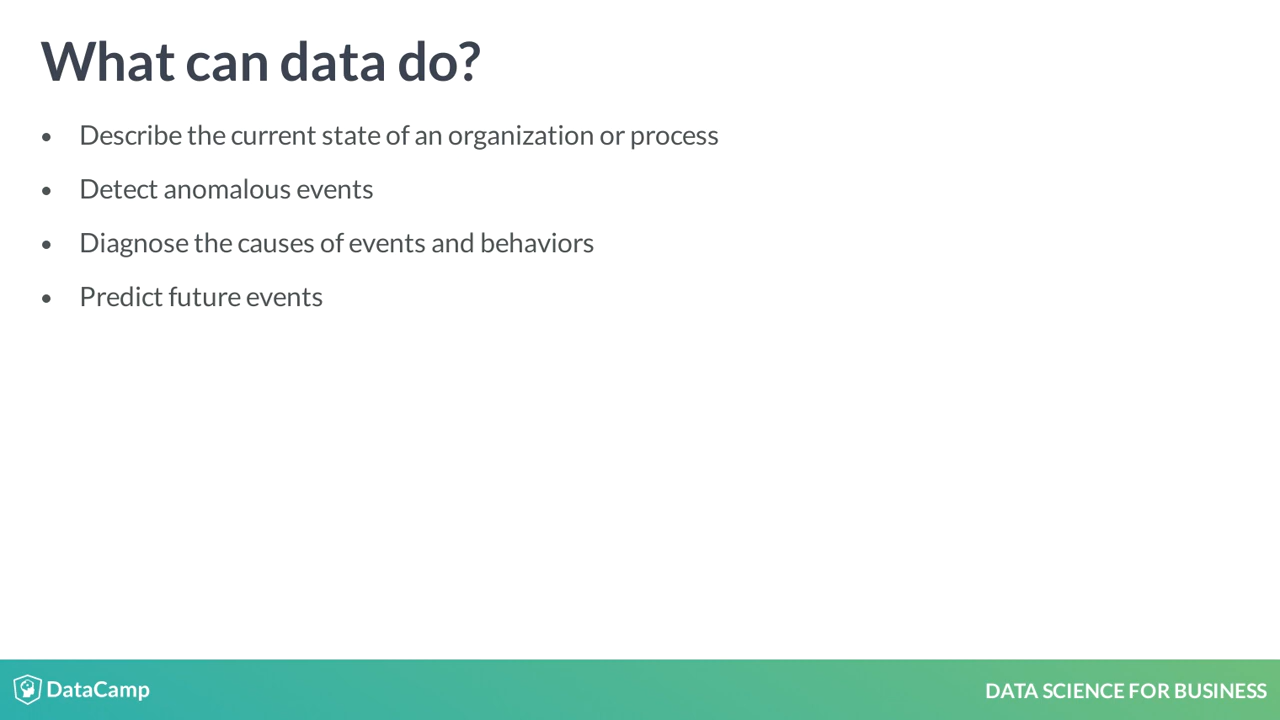 What can data do?
• Describe the current state of an organization or process
• Detect anomalous events
• Diagnose the causes of events and behaviors
• Predict future events
DataCamp
DATA SCIENCE FOR BUSINESS